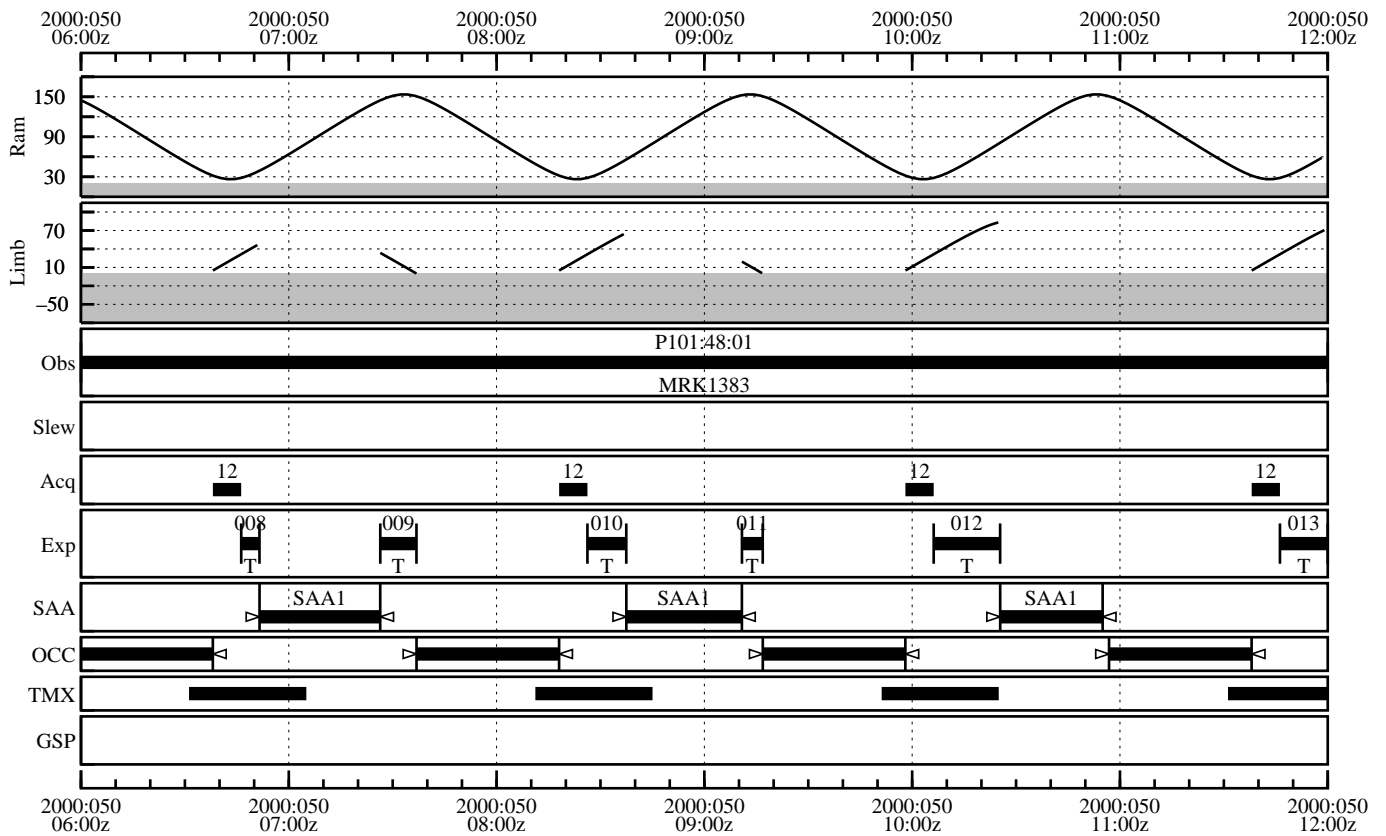 2000:050 2000:050 2000:050 2000:050 2000:050 2000:050 2000:050
06:00z 07:00z 08:00z 09:00z 10:00z 11:00z 12:00z
Ram
150
90
30
Limb
70
10
−50
P101:48:01
Obs
MRK1383
Slew
Acq
12 12 12 12
Exp
008 009 010 011 012 013
T T T T T T
SAA
SAA1 SAA1 SAA1
OCC
TMX
GSP
2000:050 2000:050 2000:050 2000:050 2000:050 2000:050 2000:050
06:00z 07:00z 08:00z 09:00z 10:00z 11:00z 12:00z